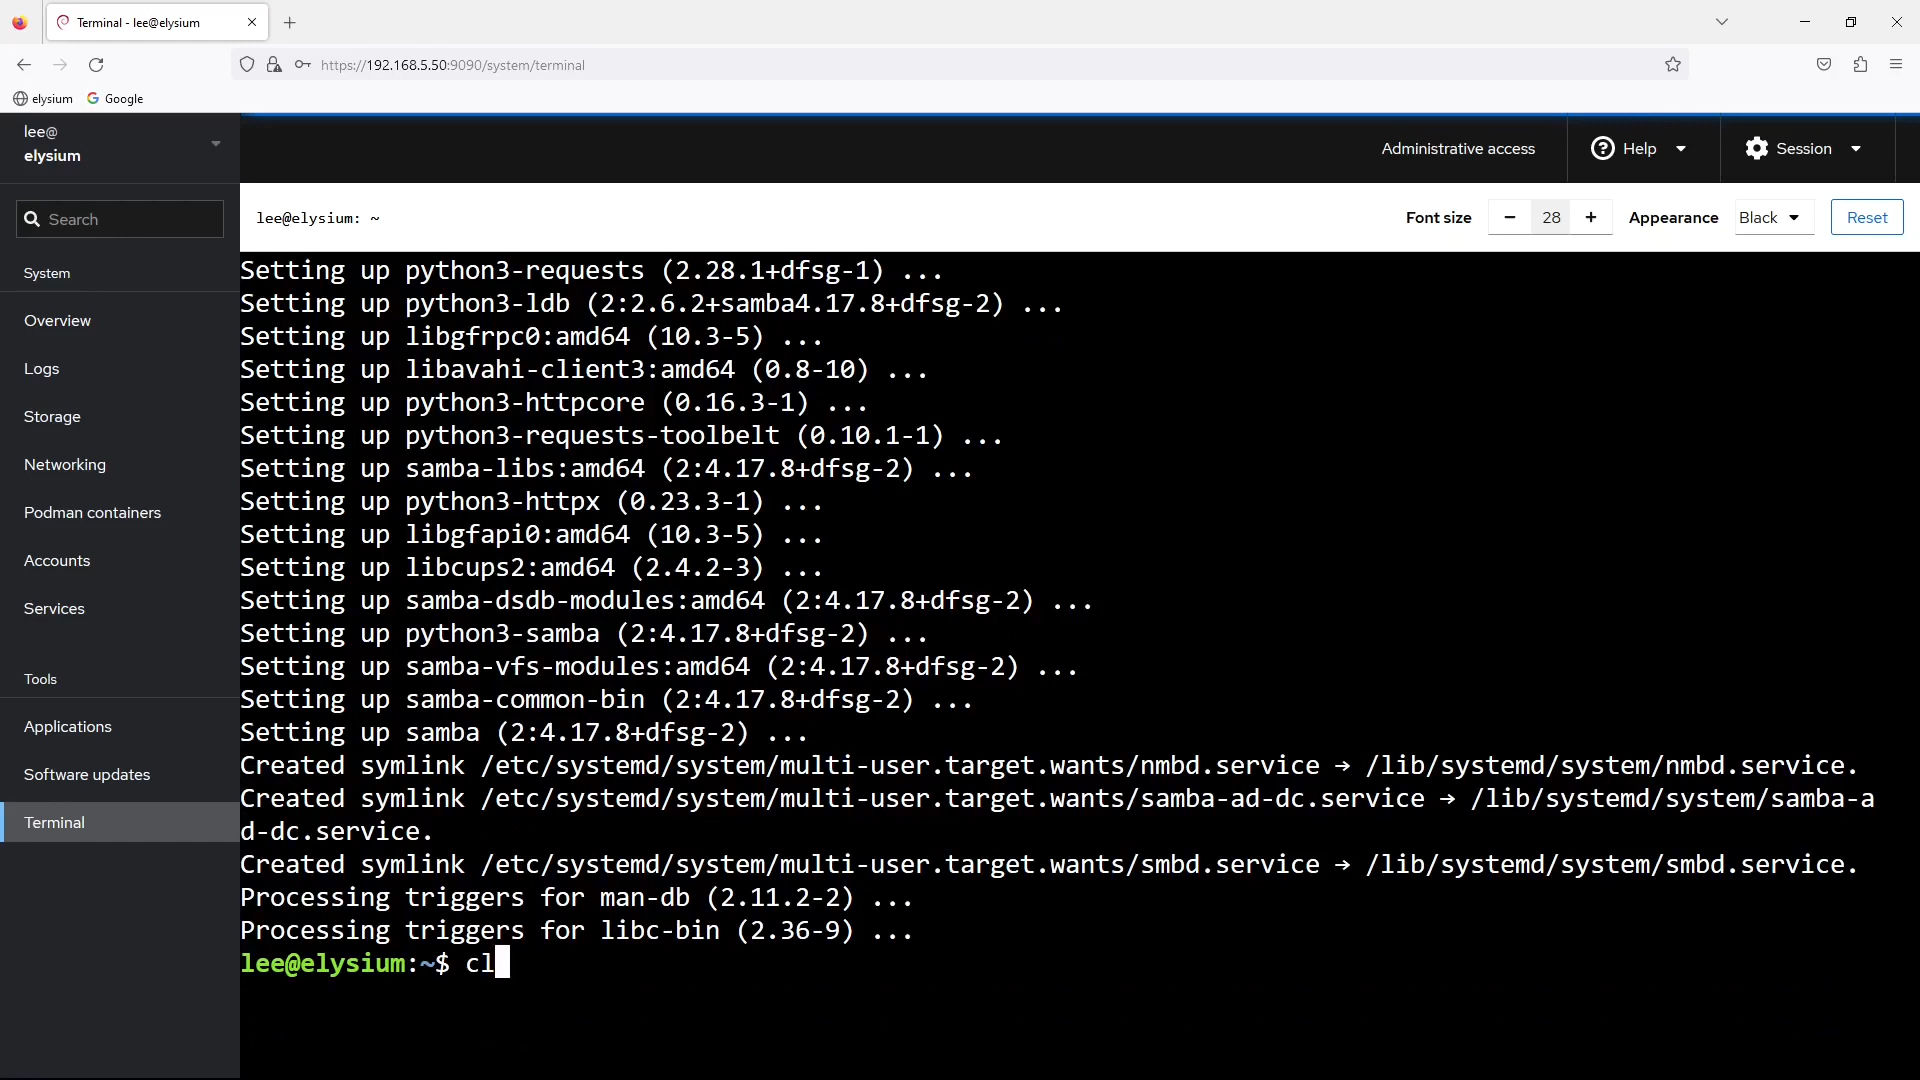 Terminal - lee@elysium
https://192.168.5.50:9090/system/terminal
elysium
Google
lee@
elysium
Administrative access
Help
Session
Search
lee@elysium: ~
Font size
28
Appearance
Black
Reset
System
Overview
Logs
Storage
Networking
Podman containers
Accounts
Services
Tools
Applications
Software updates
Terminal
Setting up python3-requests (2.28.1+dfsg-1) ...
Setting up python3-ldb (2:2.6.2+samba4.17.8+dfsg-2) ...
Setting up libgfrpc0:amd64 (10.3-5) ...
Setting up libavahi-client3:amd64 (0.8-10) ...
Setting up python3-httpcore (0.16.3-1) ...
Setting up python3-requests-toolbelt (0.10.1-1) ...
Setting up samba-libs:amd64 (2:4.17.8+dfsg-2) ...
Setting up python3-httpx (0.23.3-1) ...
Setting up libgfapi0:amd64 (10.3-5) ...
Setting up libcups2:amd64 (2.4.2-3) ...
Setting up samba-dsdb-modules:amd64 (2:4.17.8+dfsg-2) ...
Setting up python3-samba (2:4.17.8+dfsg-2) ...
Setting up samba-vfs-modules:amd64 (2:4.17.8+dfsg-2) ...
Setting up samba-common-bin (2:4.17.8+dfsg-2) ...
Setting up samba (2:4.17.8+dfsg-2) ...
Created symlink /etc/systemd/system/multi-user.target.wants/nmbd.service → /lib/systemd/system/nmbd.service.
Created symlink /etc/systemd/system/multi-user.target.wants/samba-ad-dc.service → /lib/systemd/system/samba-a
d-dc.service.
Created symlink /etc/systemd/system/multi-user.target.wants/smbd.service → /lib/systemd/system/smbd.service.
Processing triggers for man-db (2.11.2-2) ...
Processing triggers for libc-bin (2.36-9) ...
lee@elysium:~$ cl